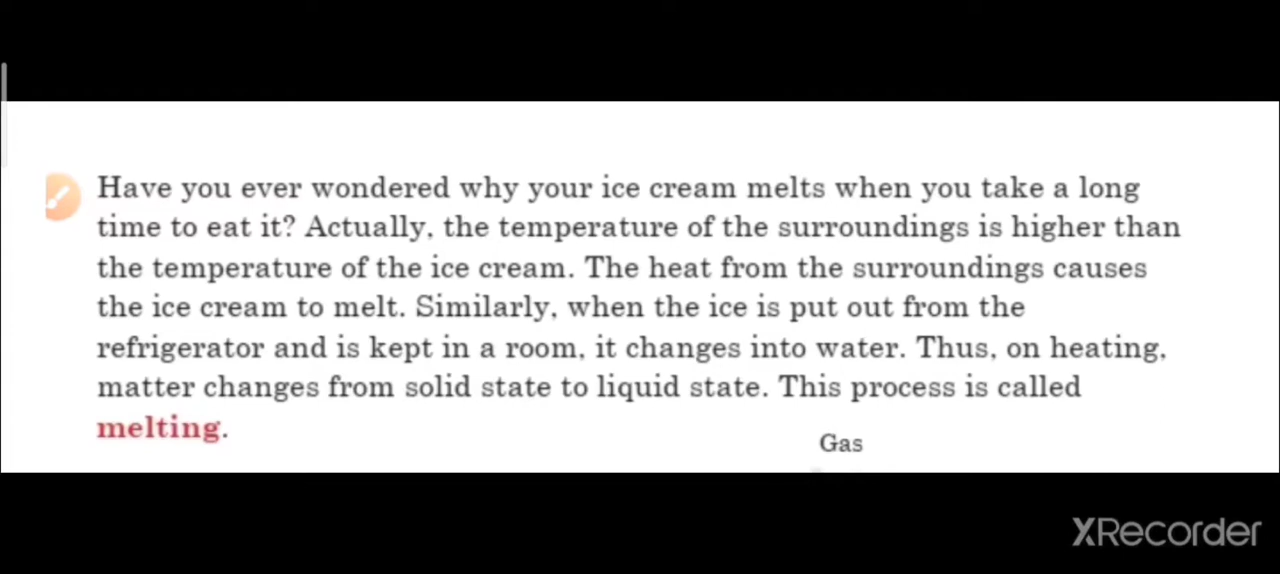 Have you ever wondered why your ice cream melts when you take a long
time to eat it? Actually, the temperature of the surroundings is higher than
the temperature of the ice cream. The heat from the surroundings causes
the ice cream to melt. Similarly, when the ice is put out from the
refrigerator and is kept in a room, it changes into water. Thus, on heating,
matter changes from solid state to liquid state. This process is called
melting.
Gas
XRecorder